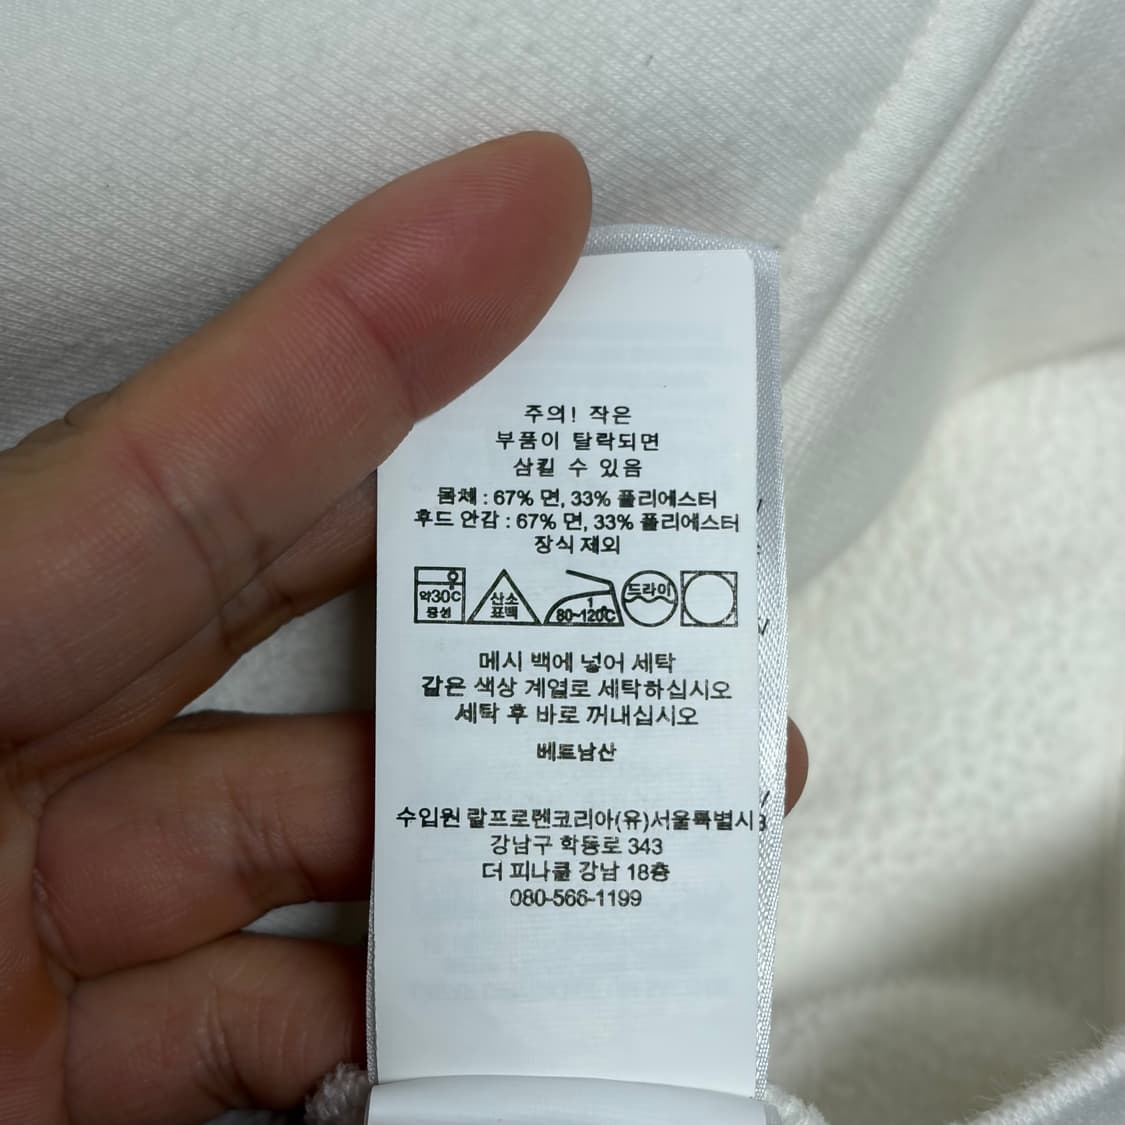 주의! 작은
부품이 탈락되면
삼킬 수 있음
몸체 : 67% 면, 33% 폴리에스터
후드 안감 : 67% 면, 33% 폴리에스터
장식 제외
약30℃ 중성
산소 표백
1 80~120℃
드라이
메시 백에 넣어 세탁
같은 색상 계열로 세탁하십시오
세탁 후 바로 꺼내십시오
베트남산
수입원 랄프로렌코리아(유)서울특별시
강남구 학동로 343
더 피나클 강남 18층
080-566-1199